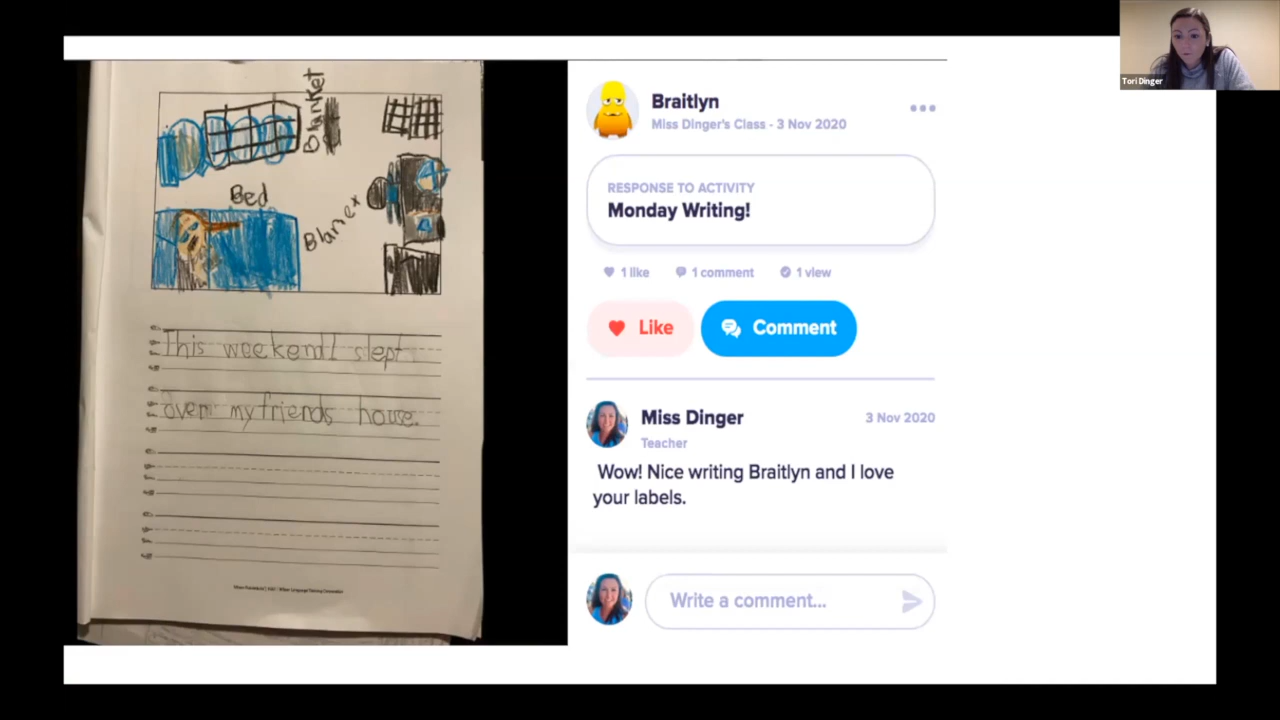 Tori Dinger
Blanket
Bed
Blanket
This weekend I slept
over my friends house.
Braitlyn
Miss Dinger's Class - 3 Nov 2020
RESPONSE TO ACTIVITY
Monday Writing!
1 like
1 comment
1 view
Like
Comment
Miss Dinger
3 Nov 2020
Teacher
Wow! Nice writing Braitlyn and I love
your labels.
Write a comment...